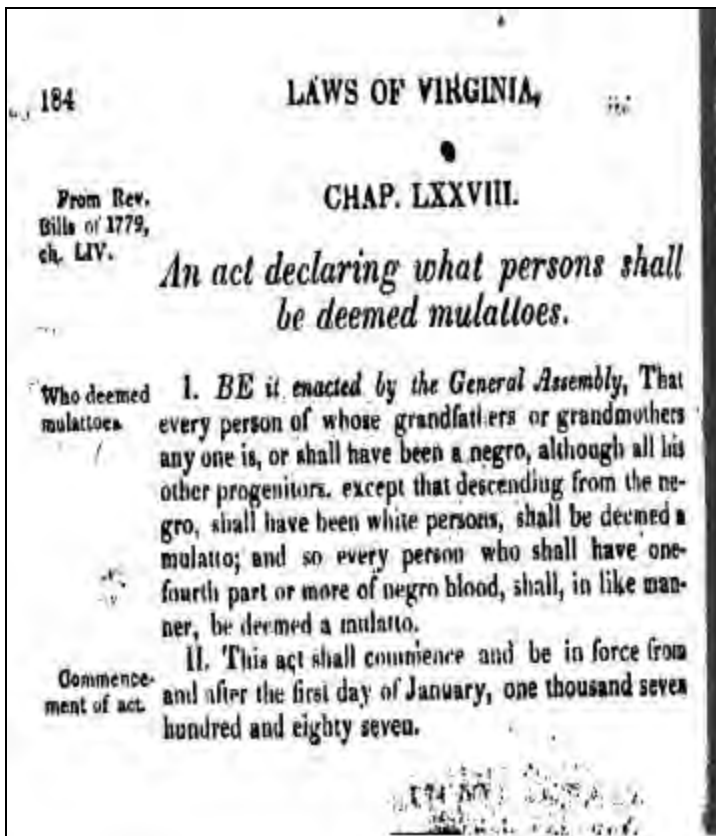 184
LAWS OF VIRGINIA,
CHAP. LXXVIII.
From Rev.
Bills of 1779,
ch. LIV.
An act declaring what persons shall
be deemed mulattoes.
Who deemed
mulattoes
I. BE it enacted by the General Assembly, That
every person of whose grandfathers or grandmothers
any one is, or shall have been a negro, although all his
other progenitors. except that descending from the ne-
gro, shall have been white persons, shall be deemed a
mulatto; and so every person who shall have one-
fourth part or more of negro blood, shall, in like man-
ner, be deemed a mulatto.
Commence-
ment of act.
II. This act shall commence and be in force from
and after the first day of January, one thousand seven
hundred and eighty seven.